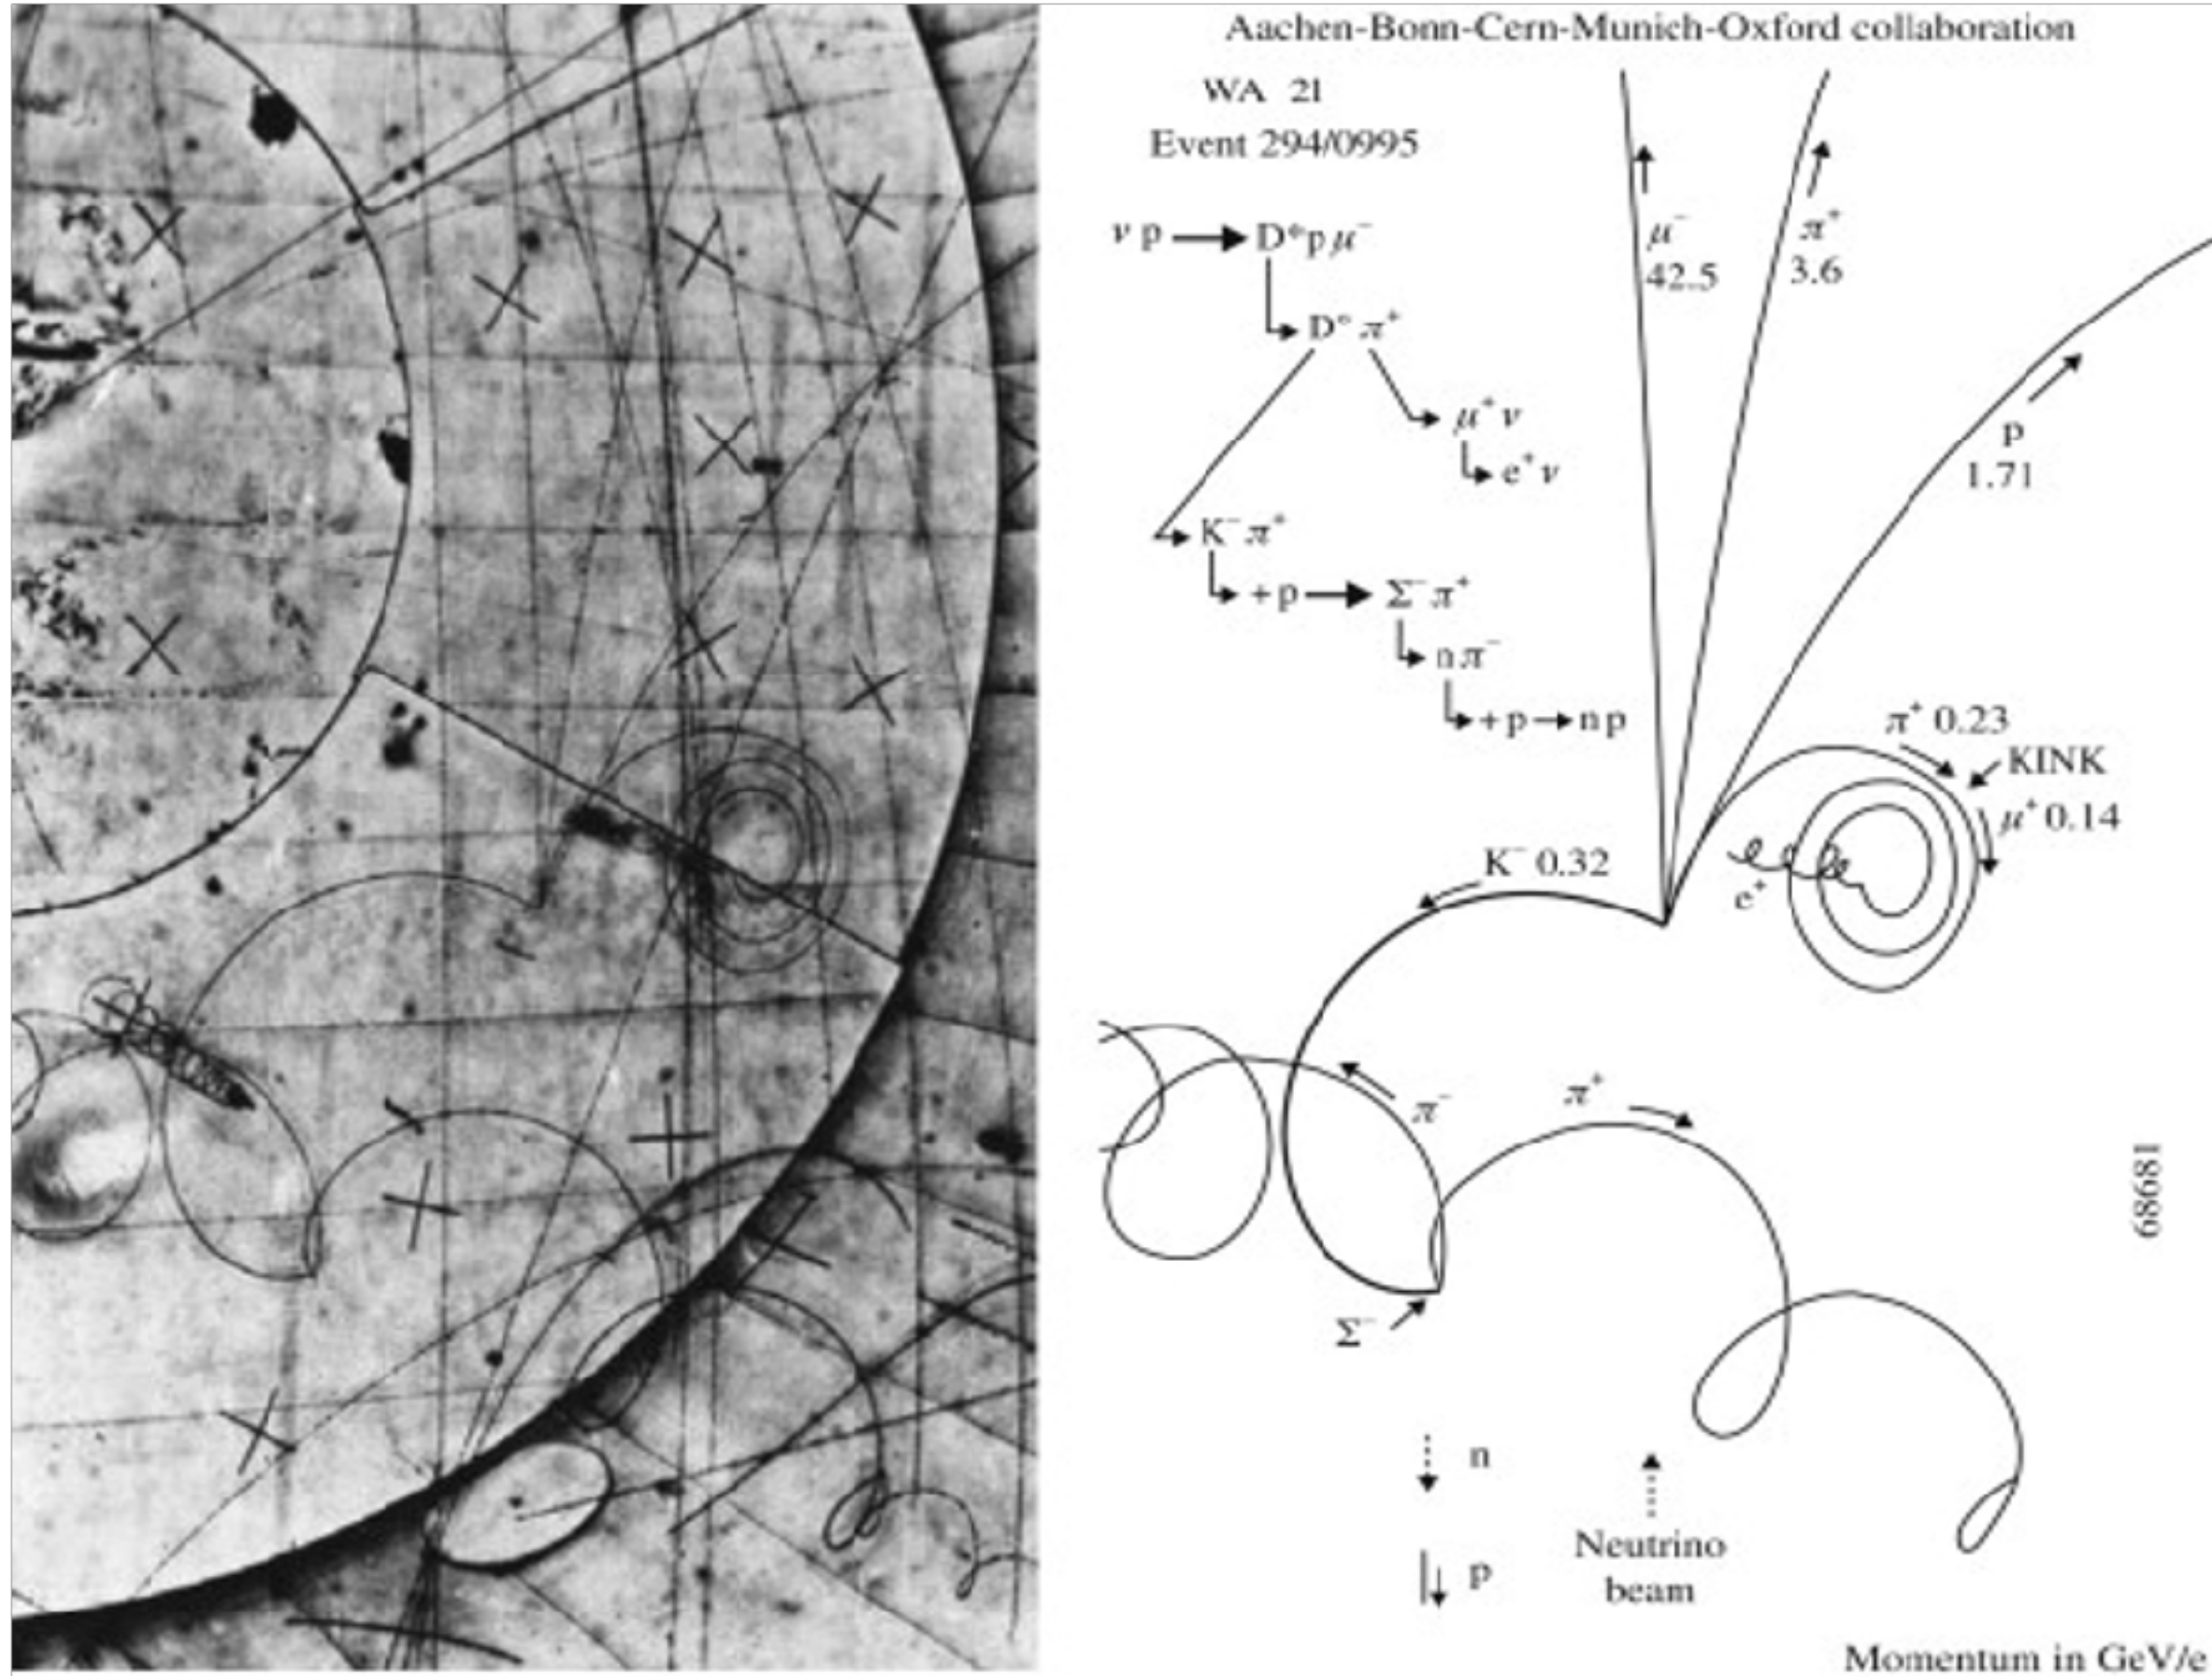 Aachen-Bonn-Cern-Munich-Oxford collaboration
WA 21
Event 294/0995
ν p → D*p μ⁻
D° π⁺
μ⁺ ν
e⁺ ν
K⁻ π⁺
+ p → Σ⁻ π⁺
n π⁻
+ p → n p
μ⁻
42.5
π⁺
3.6
p
1.71
π⁺ 0.23
KINK
μ⁺ 0.14
e⁺
K⁻ 0.32
π⁻
π⁺
Σ⁻
n
p
Neutrino
beam
18989
Momentum in GeV/c